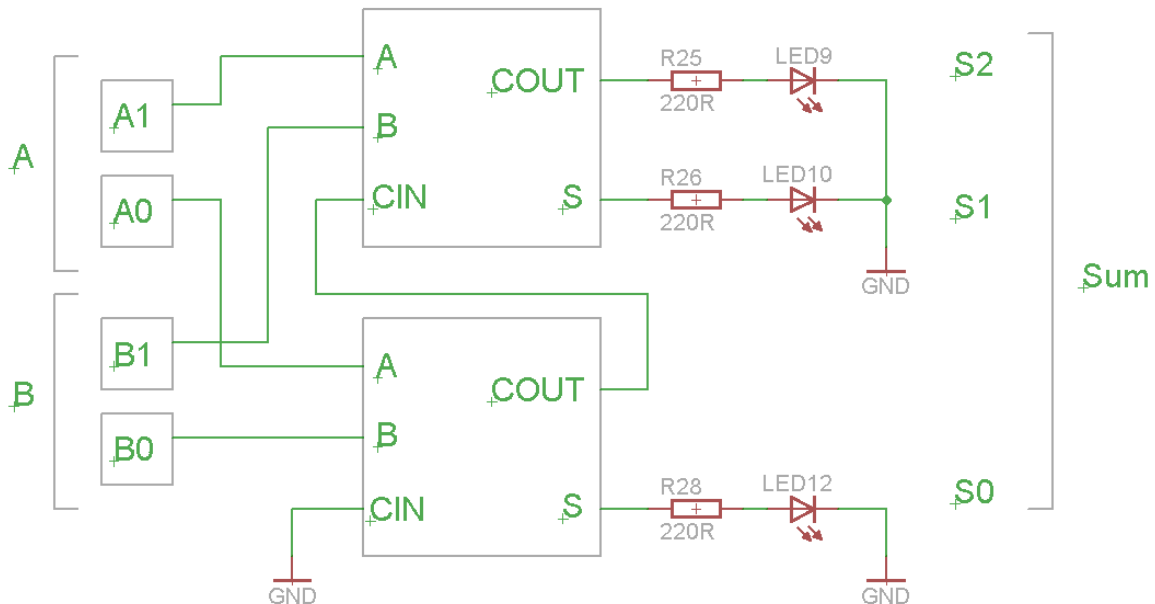 A
A1
A0
B
B1
B0
A
B
CIN
COUT
S
R25
220R
LED9
R26
220R
LED10
GND
S2
S1
Sum
A
B
CIN
COUT
S
GND
R28
220R
LED12
GND
S0